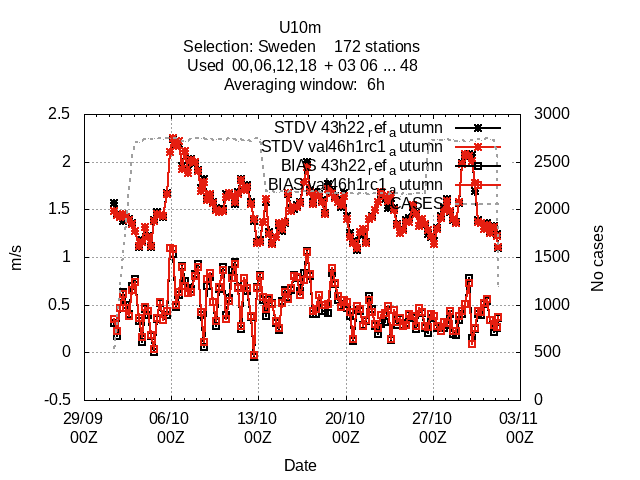 U10m
Selection: Sweden 172 stations
Used 00,06,12,18 + 03 06 ... 48
Averaging window: 6h
STDV 43h22_ref_autumn
STDV val46h1rc1_autumn
BIAS 43h22_ref_autumn
BIAS val46h1rc1_autumn
CASES
2.5
2
1.5
1
0.5
0
-0.5
m/s
3000
2500
2000
1500
1000
500
0
No cases
29/09 06/10 13/10 20/10 27/10 03/11
00Z 00Z 00Z 00Z 00Z 00Z
Date